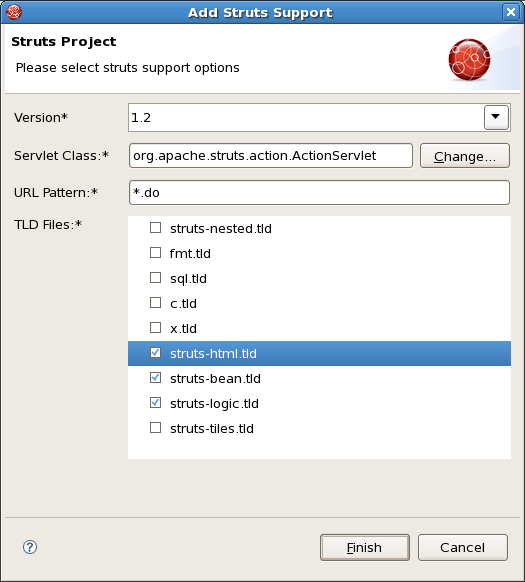 Add Struts Support
Struts Project
Please select struts support options
Version*
1.2
Servlet Class:*
org.apache.struts.action.ActionServlet
Change...
URL Pattern:*
*.do
TLD Files:*
struts-nested.tld
fmt.tld
sql.tld
c.tld
x.tld
struts-html.tld
struts-bean.tld
struts-logic.tld
struts-tiles.tld
?
Finish
Cancel